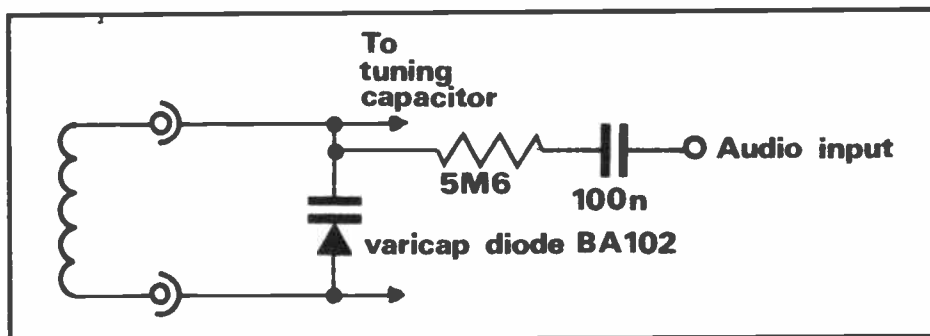 To
tuning
capacitor
5M6
100n
Audio input
varicap diode BA102